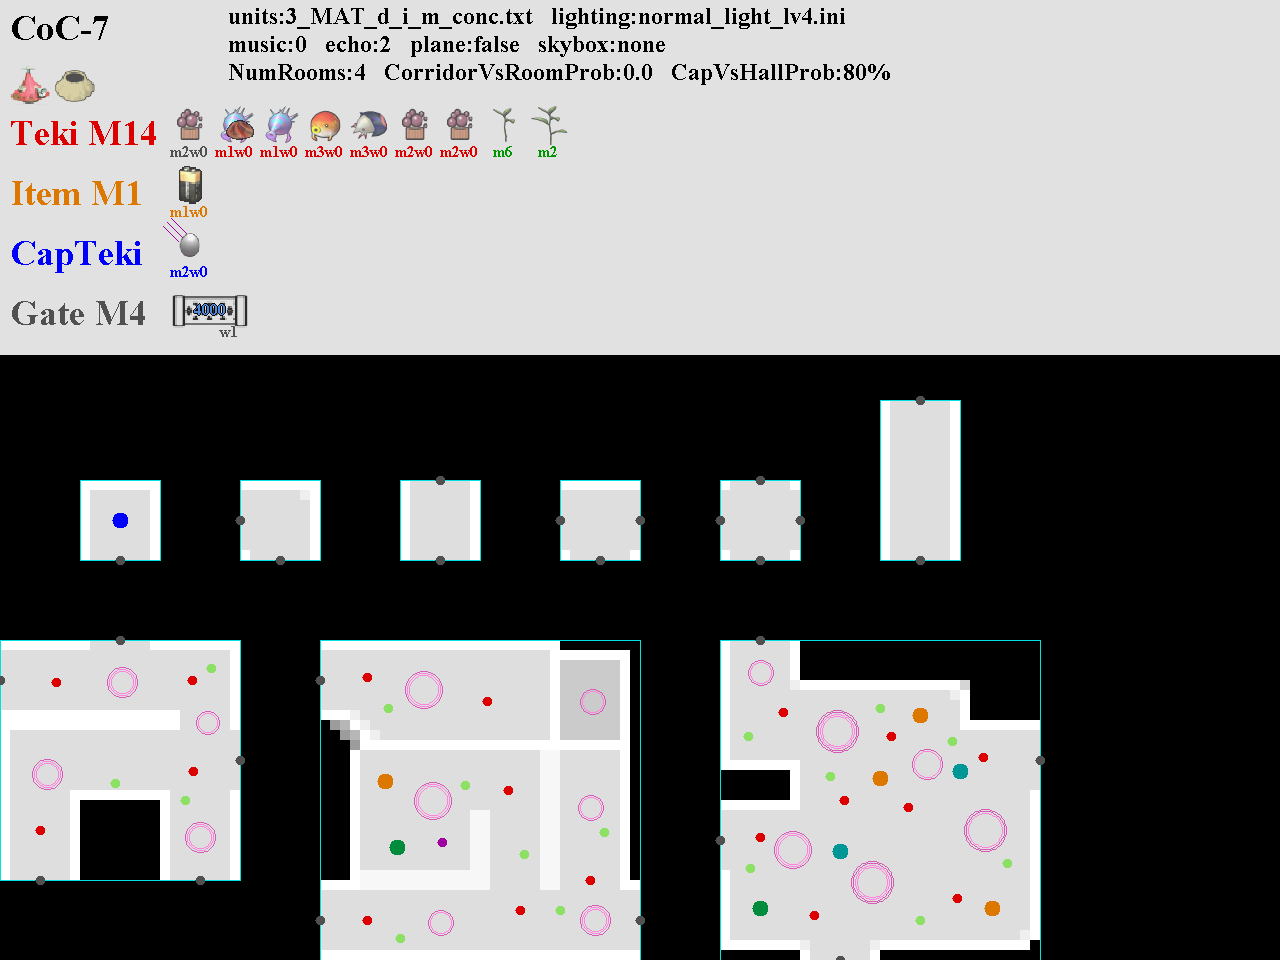 CoC-7
units:3_MAT_d_i_m_conc.txt lighting:normal_light_lv4.ini
music:0 echo:2 plane:false skybox:none
NumRooms:4 CorridorVsRoomProb:0.0 CapVsHallProb:80%
Teki M14
m2w0 m1w0 m1w0 m3w0 m3w0 m2w0 m2w0 m6 m2
Item M1
m1w0
CapTeki
m2w0
Gate M4
4000
w1